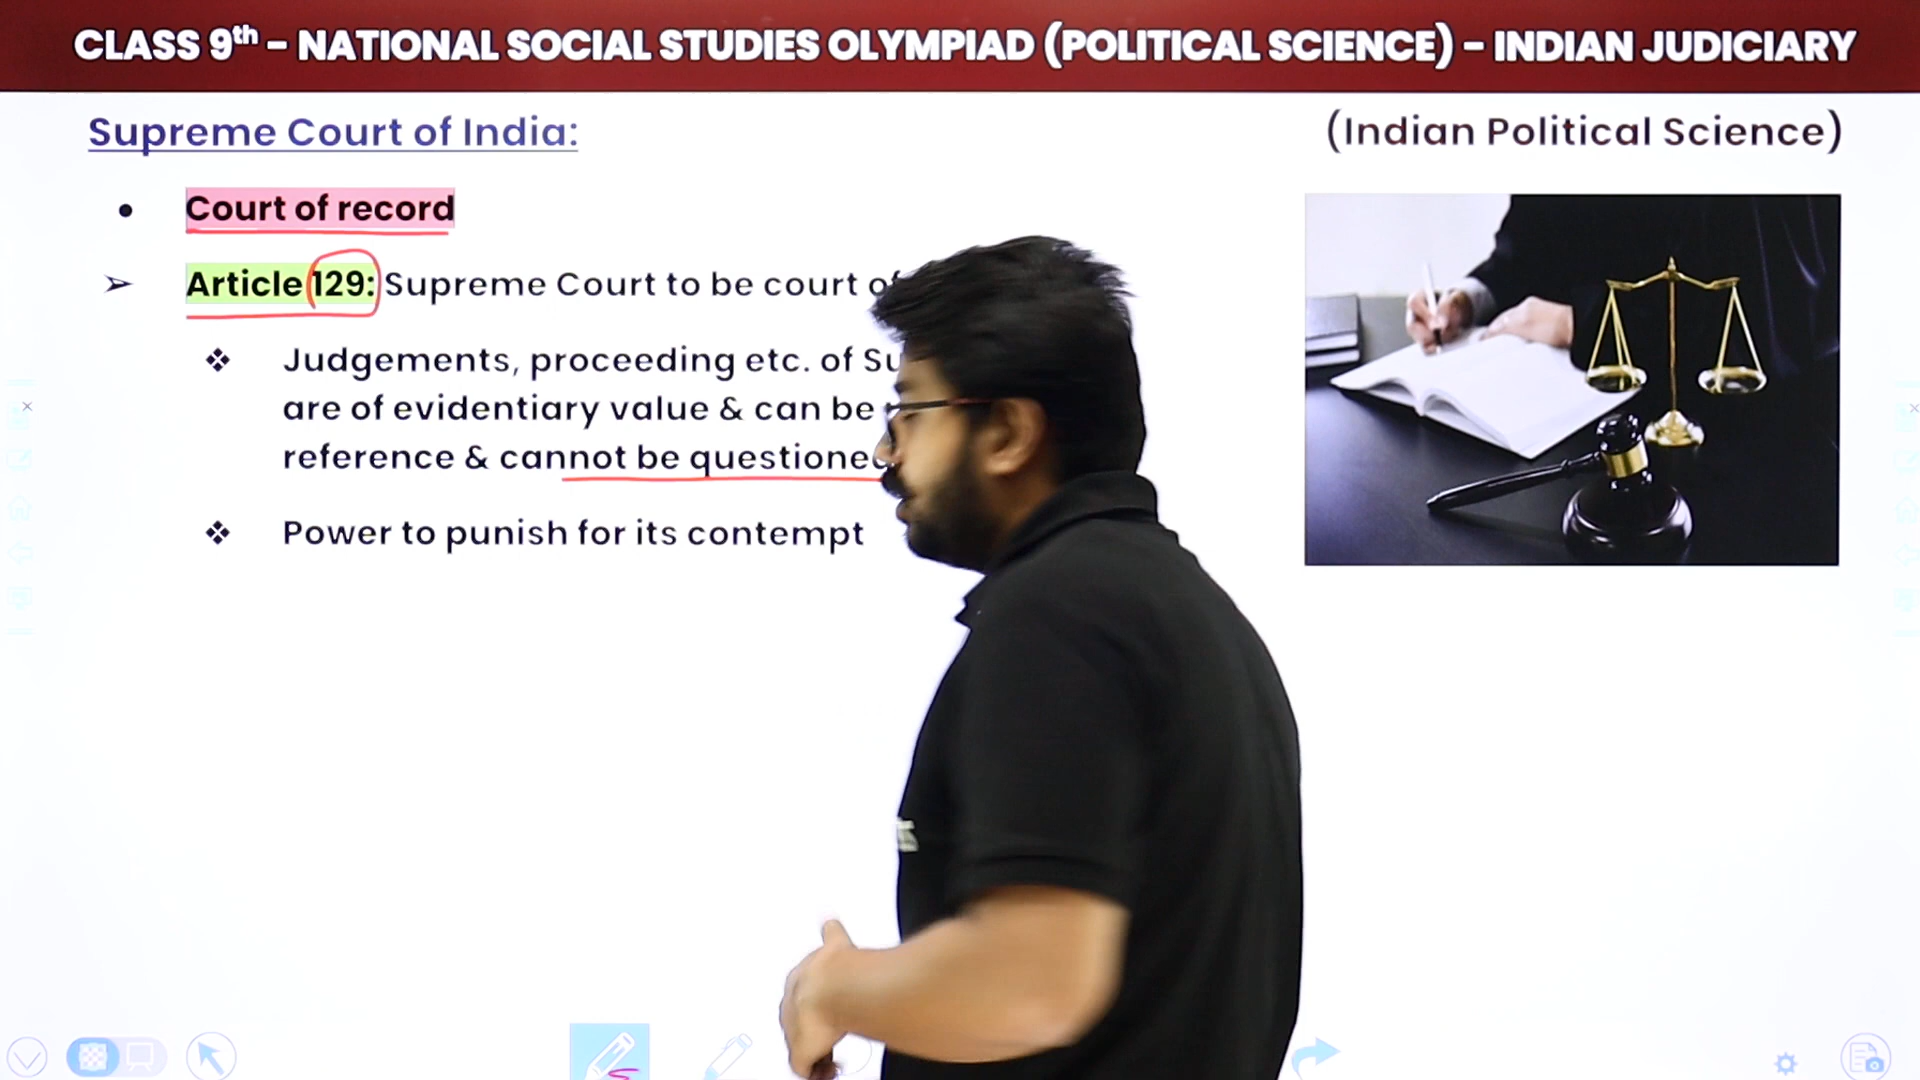 CLASS 9th – NATIONAL SOCIAL STUDIES OLYMPIAD (POLITICAL SCIENCE) – INDIAN JUDICIARY
Supreme Court of India:
(Indian Political Science)
• Court of record
➢ Article 129: Supreme Court to be court of
❖ Judgements, proceeding etc. of
are of evidentiary value & can be
reference & cannot be questioned
❖ Power to punish for its contempt